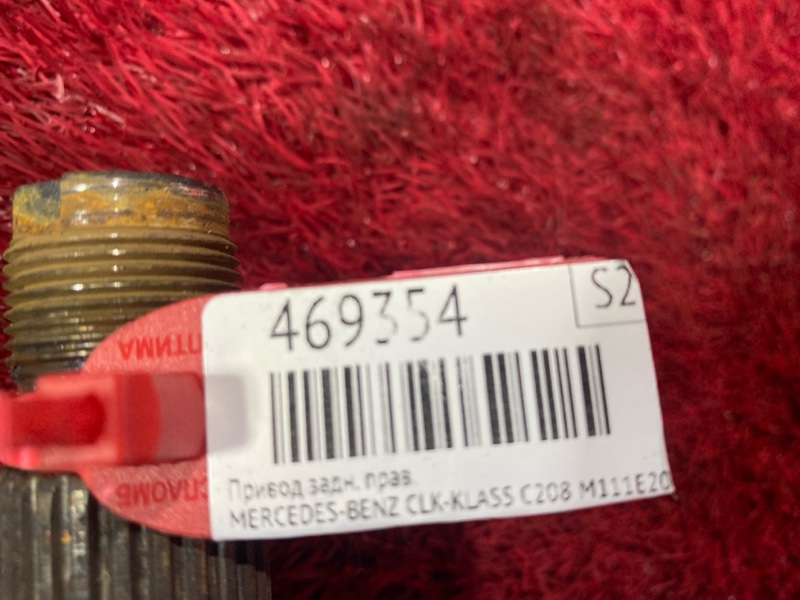 469354
S2
Привод задн. прав.
MERCEDES-BENZ CLK-KLASS C208 M111E20